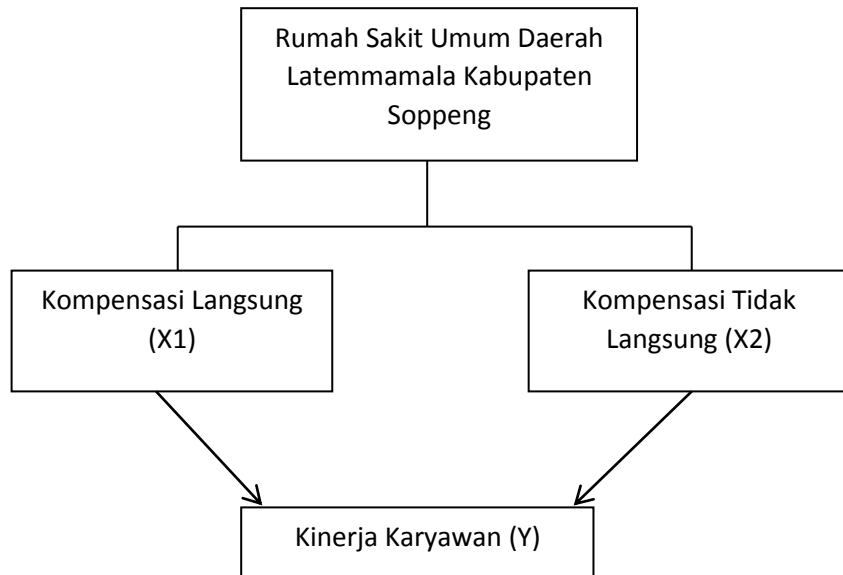 Rumah Sakit Umum Daerah
Latemmamala Kabupaten
Soppeng
Kompensasi Langsung
(X1)
Kompensasi Tidak
Langsung (X2)
Kinerja Karyawan (Y)